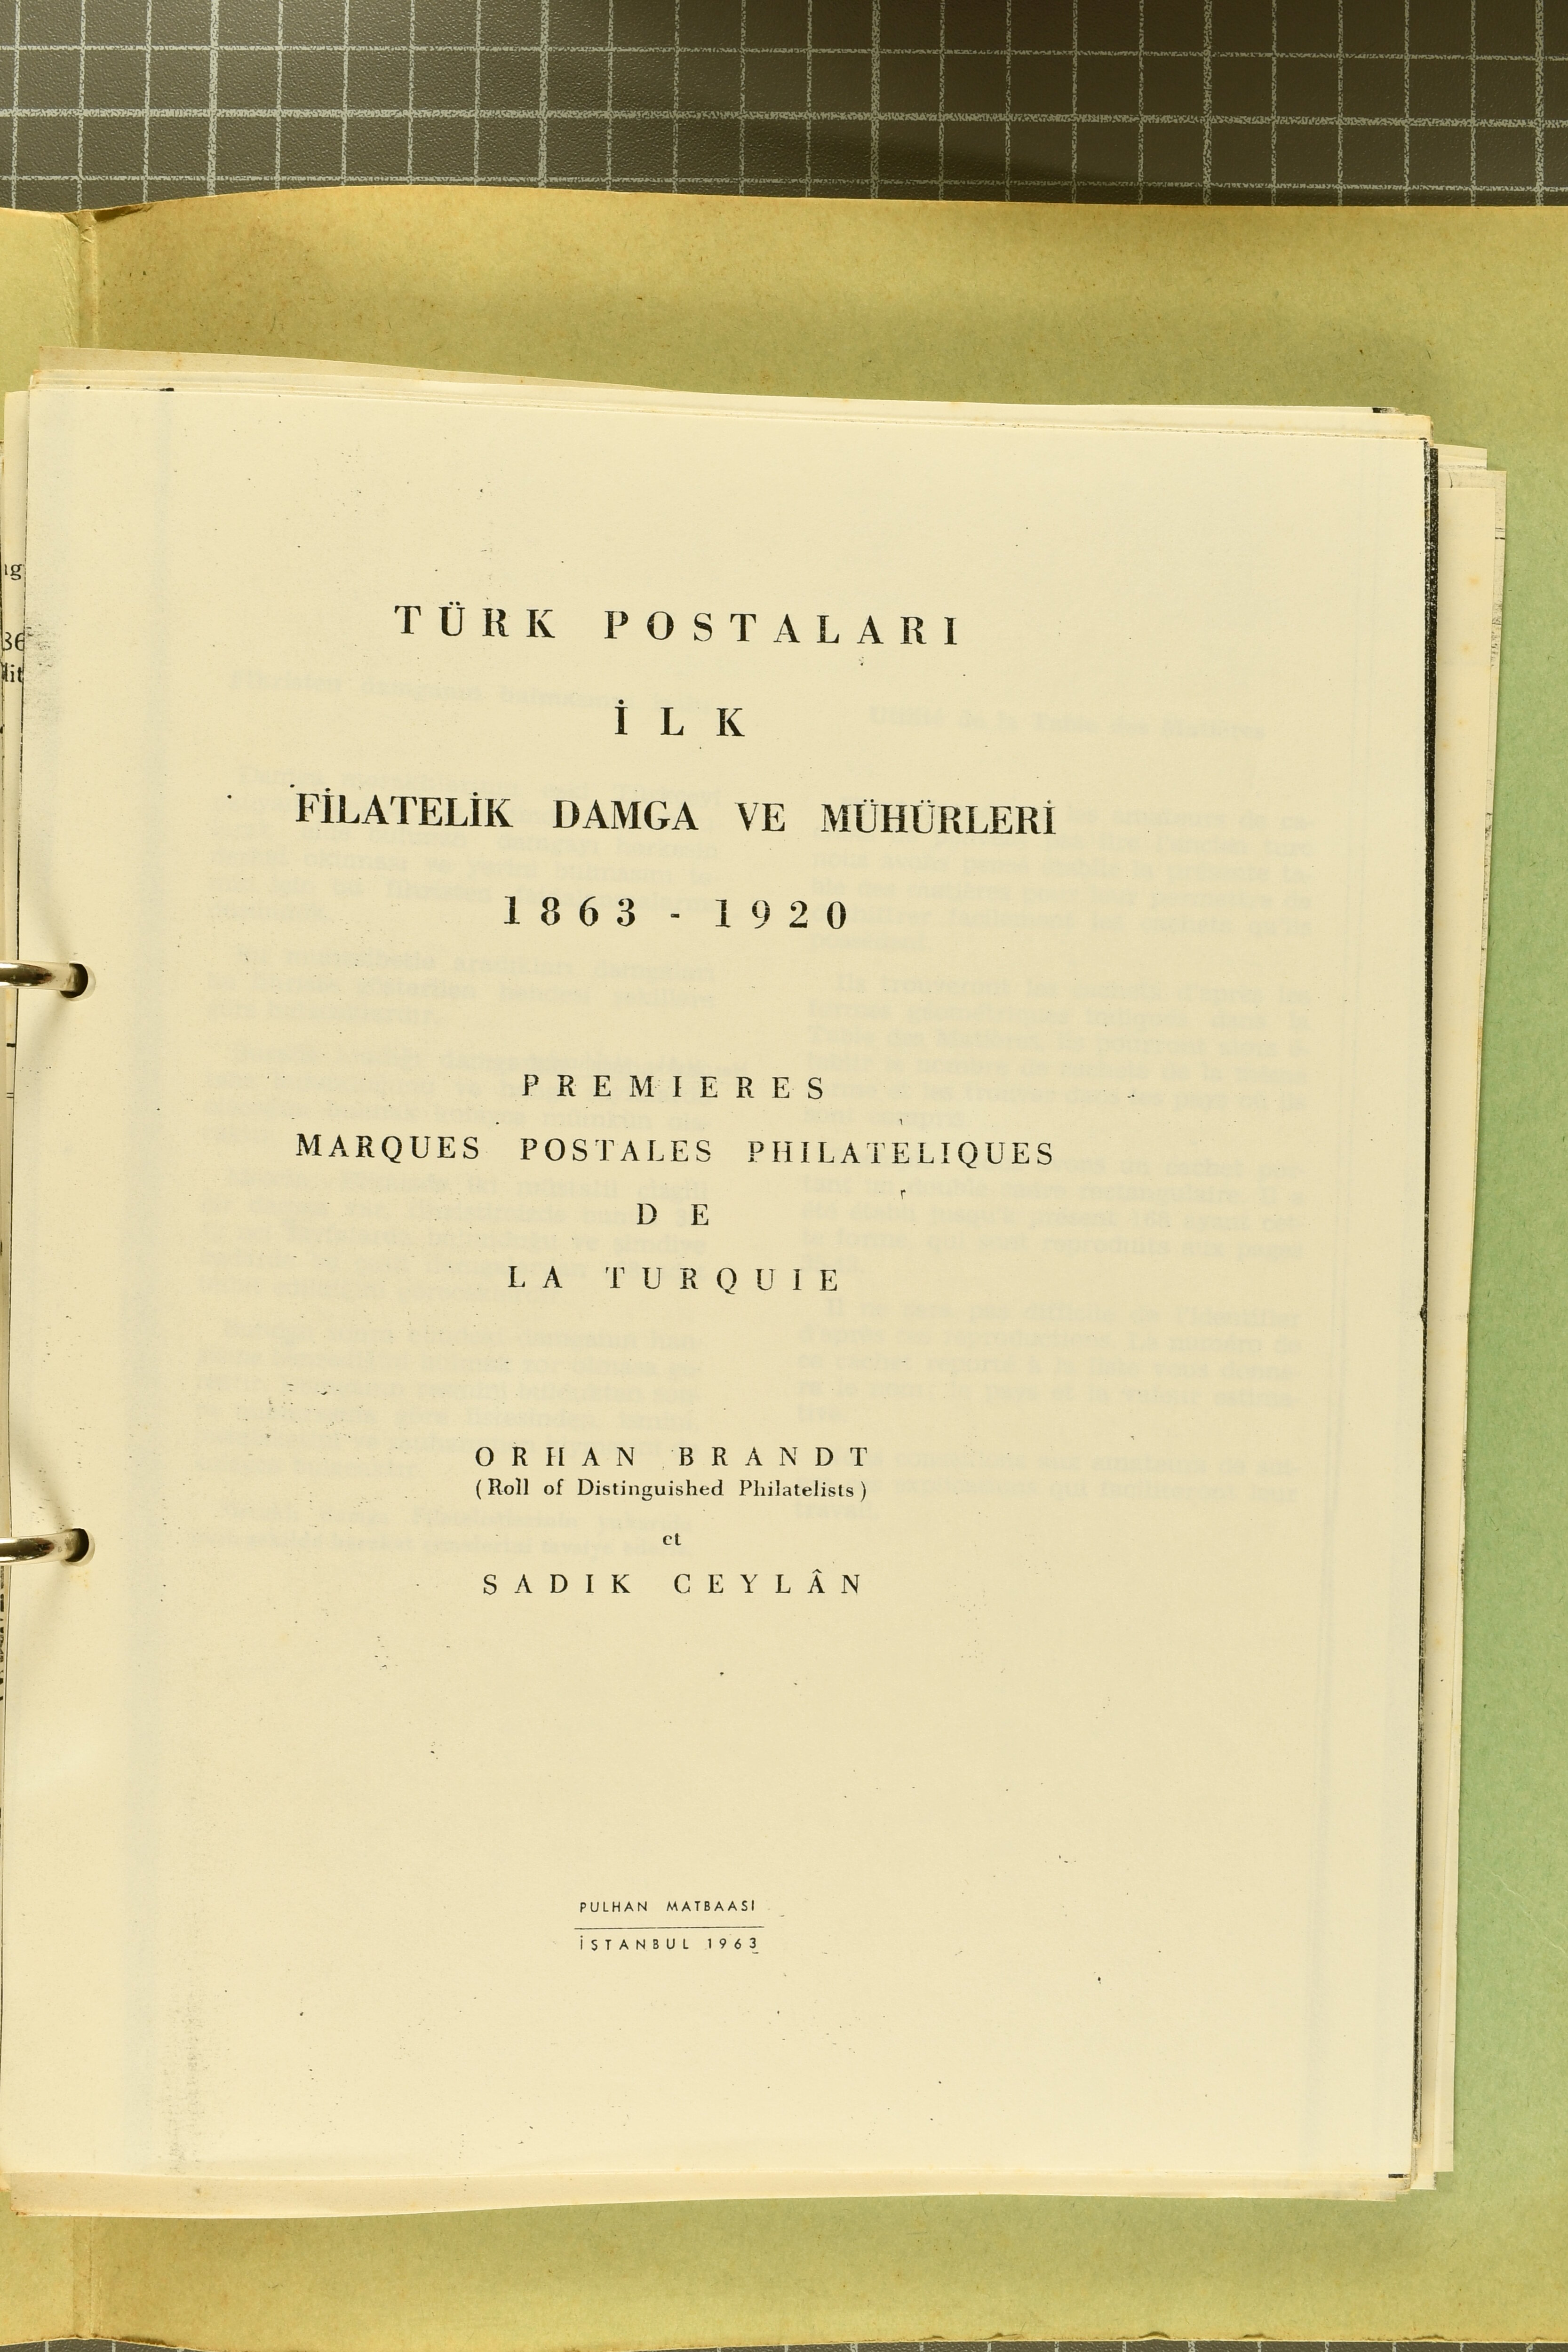 TÜRK POSTALARI
İLK
FİLATELİK DAMGA VE MÜHÜRLERİ
1863 - 1920
PREMIERES
MARQUES POSTALES PHILATELIQUES
DE
LA TURQUIE
ORHAN BRANDT
(Roll of Distinguished Philatelists)
et
SADIK CEYLÂN
PULHAN MATBAASI
İSTANBUL 1963